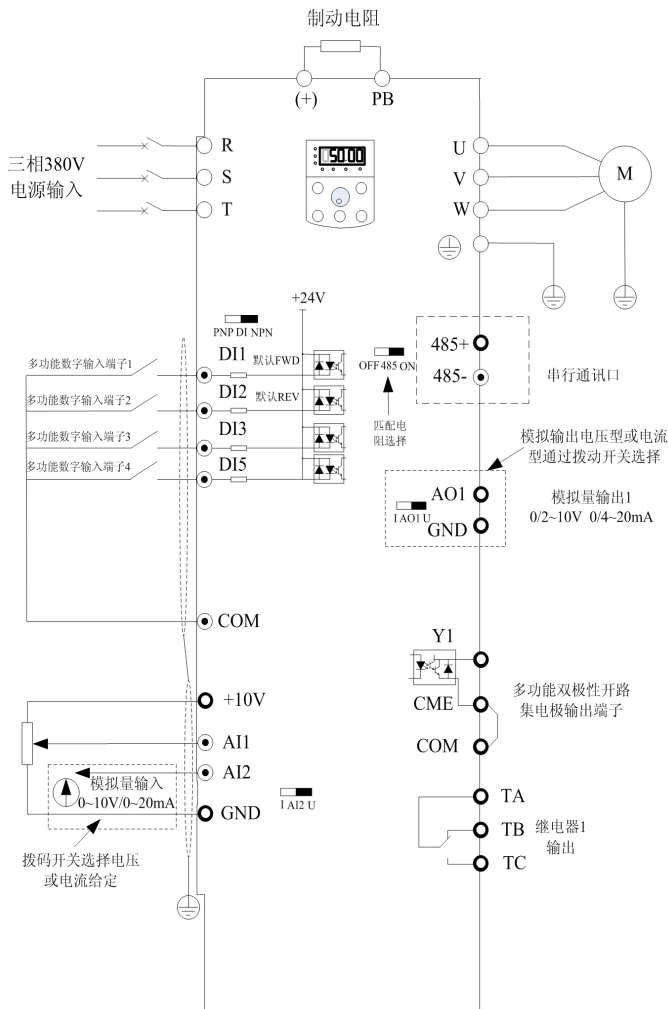 制动电阻
(+)
PB
R
S
T
三相380V
电源输入
50.00
U
V
W
M
+24V
PNP DI NPN
多功能数字输入端子1
DI1
默认FWD
多功能数字输入端子2
DI2
默认REV
多功能数字输入端子3
DI3
多功能数字输入端子4
DI5
OFF 485 ON
匹配电
阻选择
485+
485-
串行通讯口
模拟输出电压型或电流
型通过拨动开关选择
I AO1 U
AO1
GND
模拟量输出1
0/2~10V 0/4~20mA
COM
+10V
AI1
AI2
GND
模拟量输入
0~10V/0~20mA
I AI2 U
拨码开关选择电压
或电流给定
Y1
CME
COM
多功能双极性开路
集电极输出端子
TA
TB
TC
继电器1
输出